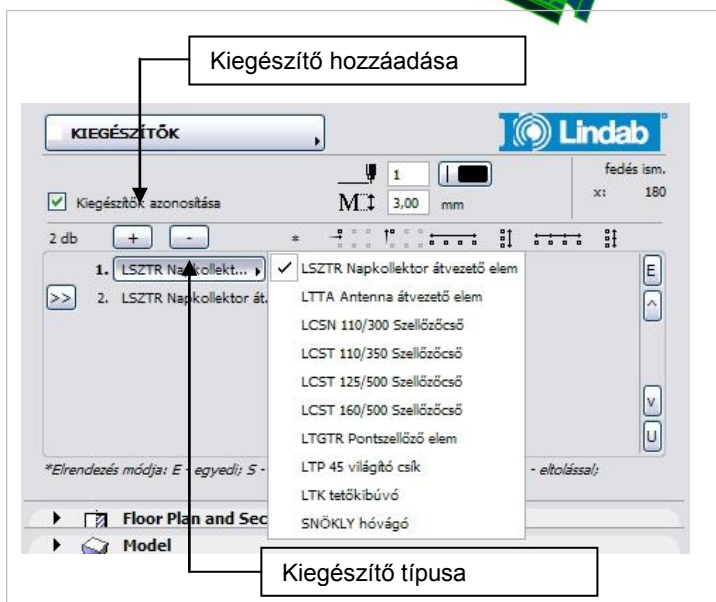 Kiegészítő hozzáadása
KIEGÉSZÍTŐK
Lindab
fedés ism.
1
x: 180
Kiegészítők azonosítása
M 3,00 mm
2 db + - *
1. LSZTR Napkollekt...
E
>> 2. LSZTR Napkollektor át.
^
✓ LSZTR Napkollektor átvezető elem
LTTA Antenna átvezető elem
LCSN 110/300 Szellőzőcső
LCST 110/350 Szellőzőcső
LCST 125/500 Szellőzőcső
LCST 160/500 Szellőzőcső
LTGTR Pontszellőző elem
LTP 45 világító csík
LTK tetőkibúvó
SNÖKLY hóvágó
v
U
*Elrendezés módja: E - egyedi; S - - eltolással;
Floor Plan and Sec
Model
Kiegészítő típusa